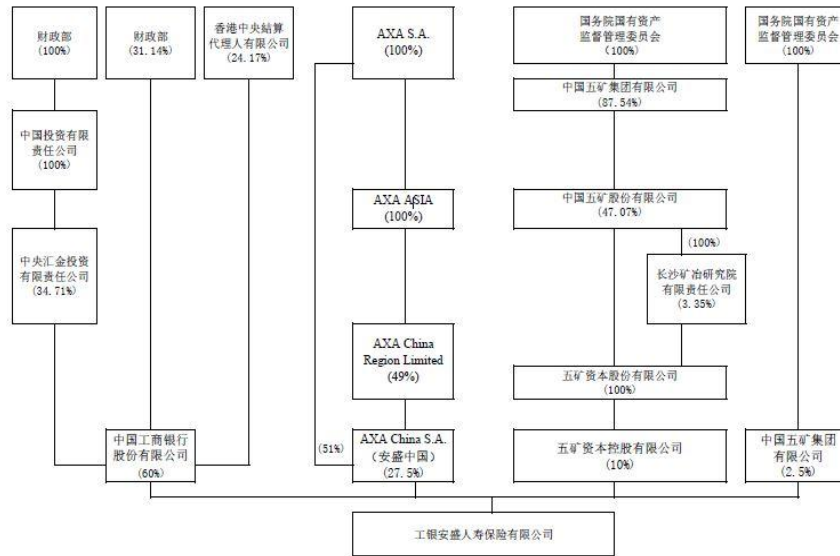 财政部
(100%)
财政部
(31.14%)
香港中央結算
代理人有限公司
(24.17%)
AXA S.A.
(100%)
国务院国有资产
监督管理委员会
(100%)
国务院国有资产
监督管理委员会
(100%)
中国五矿集团有限公司
(87.54%)
中国投资有限
责任公司
(100%)
AXA ASIA
(100%)
中国五矿股份有限公司
(47.07%)
(100%)
中央汇金投资
有限责任公司
(34.71%)
长沙矿冶研究院
有限责任公司
(3.35%)
AXA China
Region Limited
(49%)
五矿资本股份有限公司
(100%)
中国工商银行
股份有限公司
(60%)
(51%)
AXA China S.A.
（安盛中国）
(27.5%)
五矿资本控股有限公司
(10%)
中国五矿集团
有限公司
(2.5%)
工银安盛人寿保险有限公司